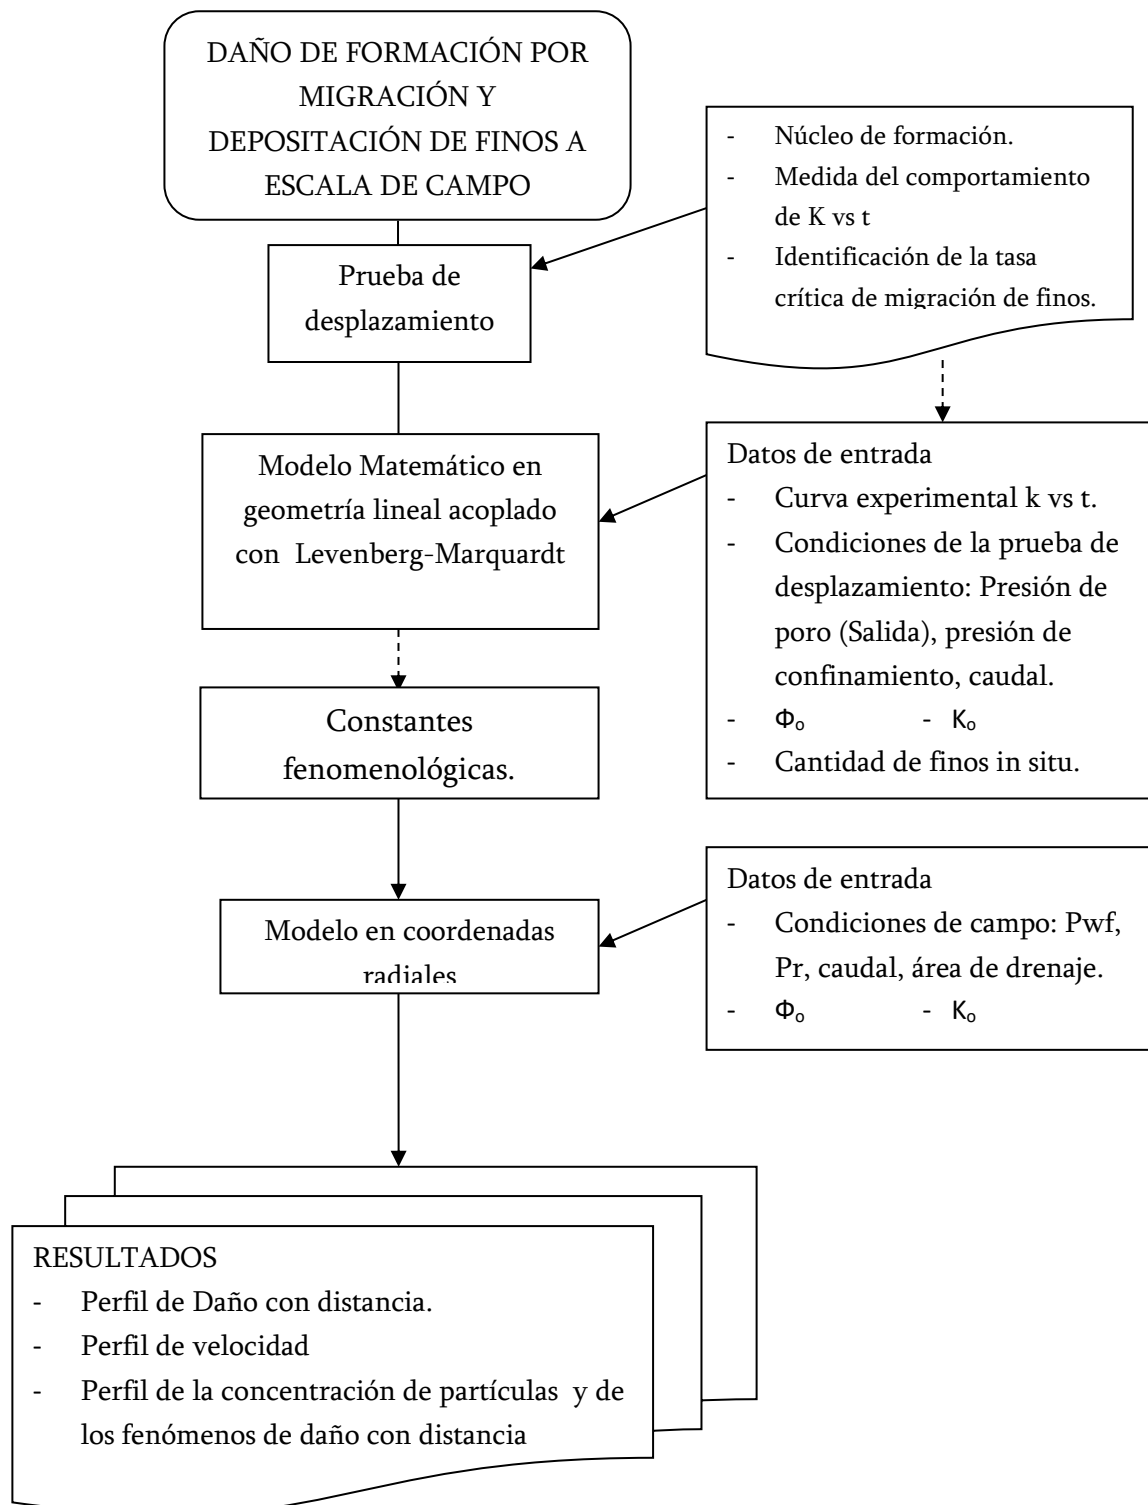 DAÑO DE FORMACIÓN POR
MIGRACIÓN Y
DEPOSITACIÓN DE FINOS A
ESCALA DE CAMPO
- Núcleo de formación.
- Medida del comportamiento
de K vs t
- Identificación de la tasa
crítica de migración de finos.
Prueba de
desplazamiento
Modelo Matemático en
geometría lineal acoplado
con Levenberg-Marquardt
Datos de entrada
- Curva experimental k vs t.
- Condiciones de la prueba de
desplazamiento: Presión de
poro (Salida), presión de
confinamiento, caudal.
- Φₒ - Kₒ
- Cantidad de finos in situ.
Constantes
fenomenológicas.
Modelo en coordenadas
radiales
Datos de entrada
- Condiciones de campo: Pwf,
Pr, caudal, área de drenaje.
- Φₒ - Kₒ
RESULTADOS
- Perfil de Daño con distancia.
- Perfil de velocidad
- Perfil de la concentración de partículas y de
los fenómenos de daño con distancia